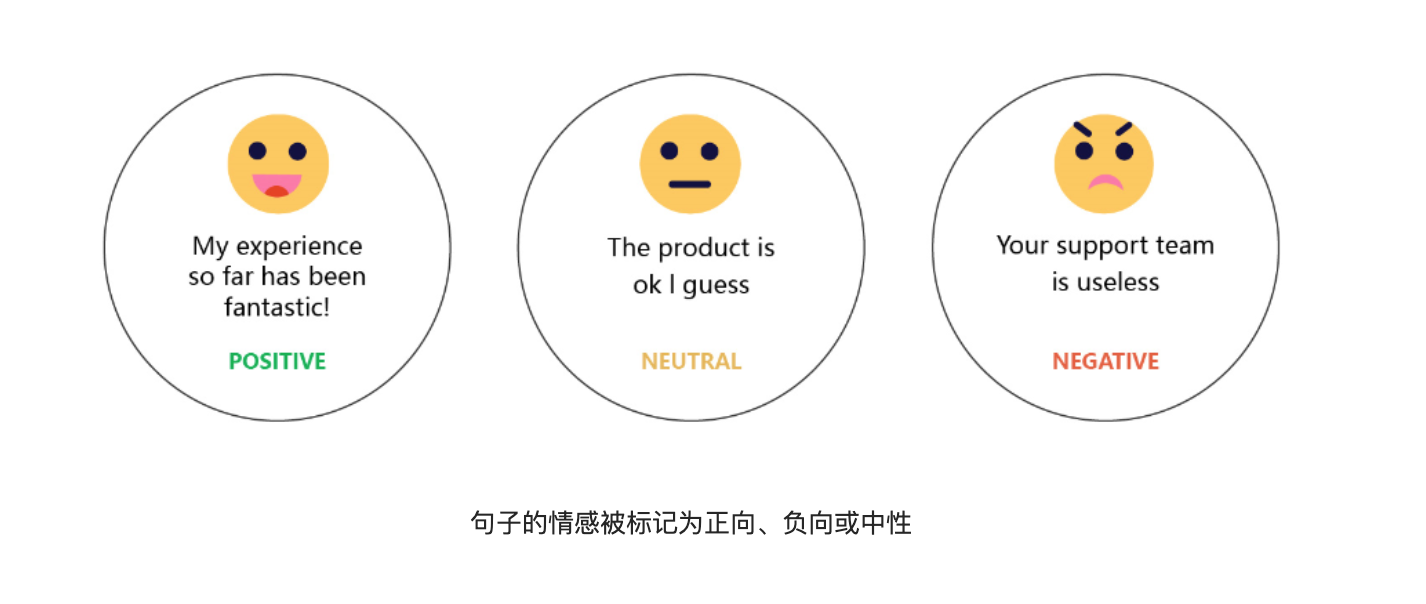 My experience
so far has been
fantastic!
POSITIVE
The product is
ok I guess
NEUTRAL
Your support team
is useless
NEGATIVE
句子的情感被标记为正向、负向或中性